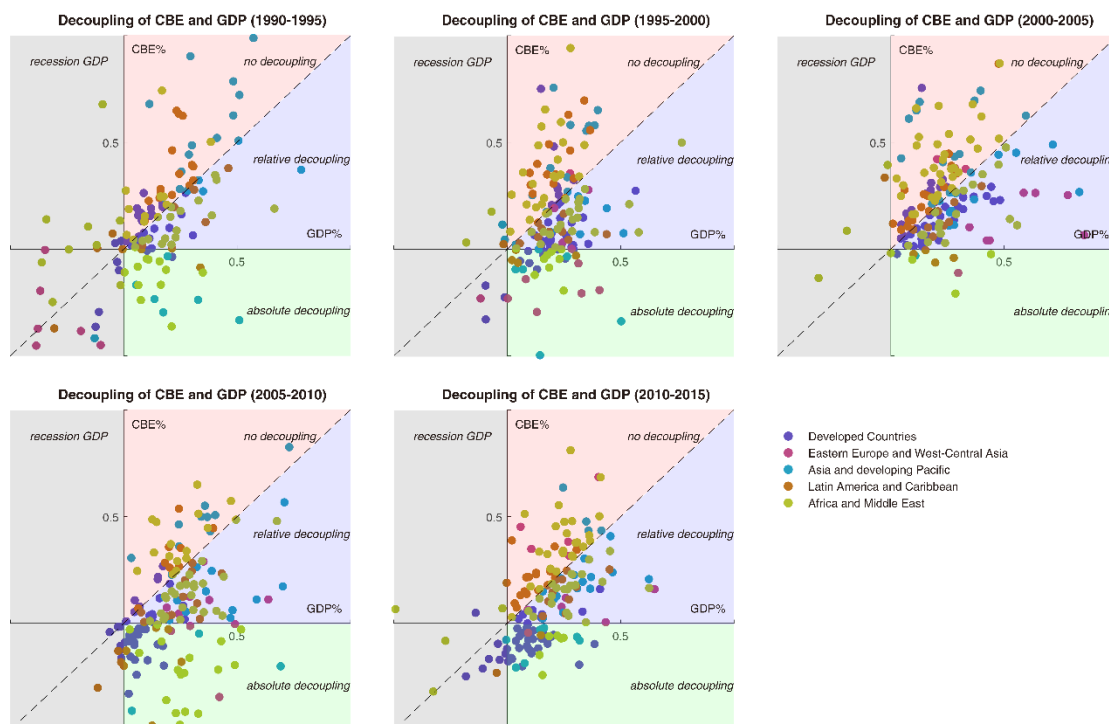 Decoupling of CBE and GDP (1990-1995)
CBE%
recession GDP
no decoupling
0.5
relative decoupling
GDP%
0.5
absolute decoupling
Decoupling of CBE and GDP (1995-2000)
CBE%
recession GDP
no decoupling
0.5
relative decoupling
GDP%
0.5
absolute decoupling
Decoupling of CBE and GDP (2000-2005)
CBE%
recession GDP
no decoupling
0.5
relative decoupling
GDP%
0.5
absolute decoupling
Decoupling of CBE and GDP (2005-2010)
CBE%
recession GDP
no decoupling
0.5
relative decoupling
GDP%
0.5
absolute decoupling
Decoupling of CBE and GDP (2010-2015)
CBE%
recession GDP
no decoupling
0.5
relative decoupling
GDP%
0.5
absolute decoupling
Developed Countries
Eastern Europe and West-Central Asia
Asia and developing Pacific
Latin America and Caribbean
Africa and Middle East